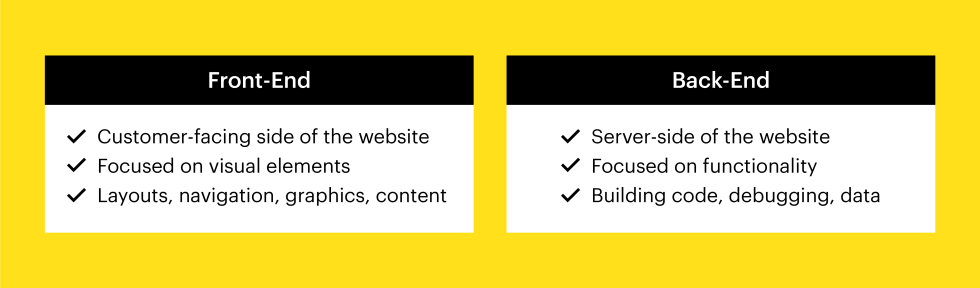 Front-End
Customer-facing side of the website
Focused on visual elements
Layouts, navigation, graphics, content
Back-End
Server-side of the website
Focused on functionality
Building code, debugging, data